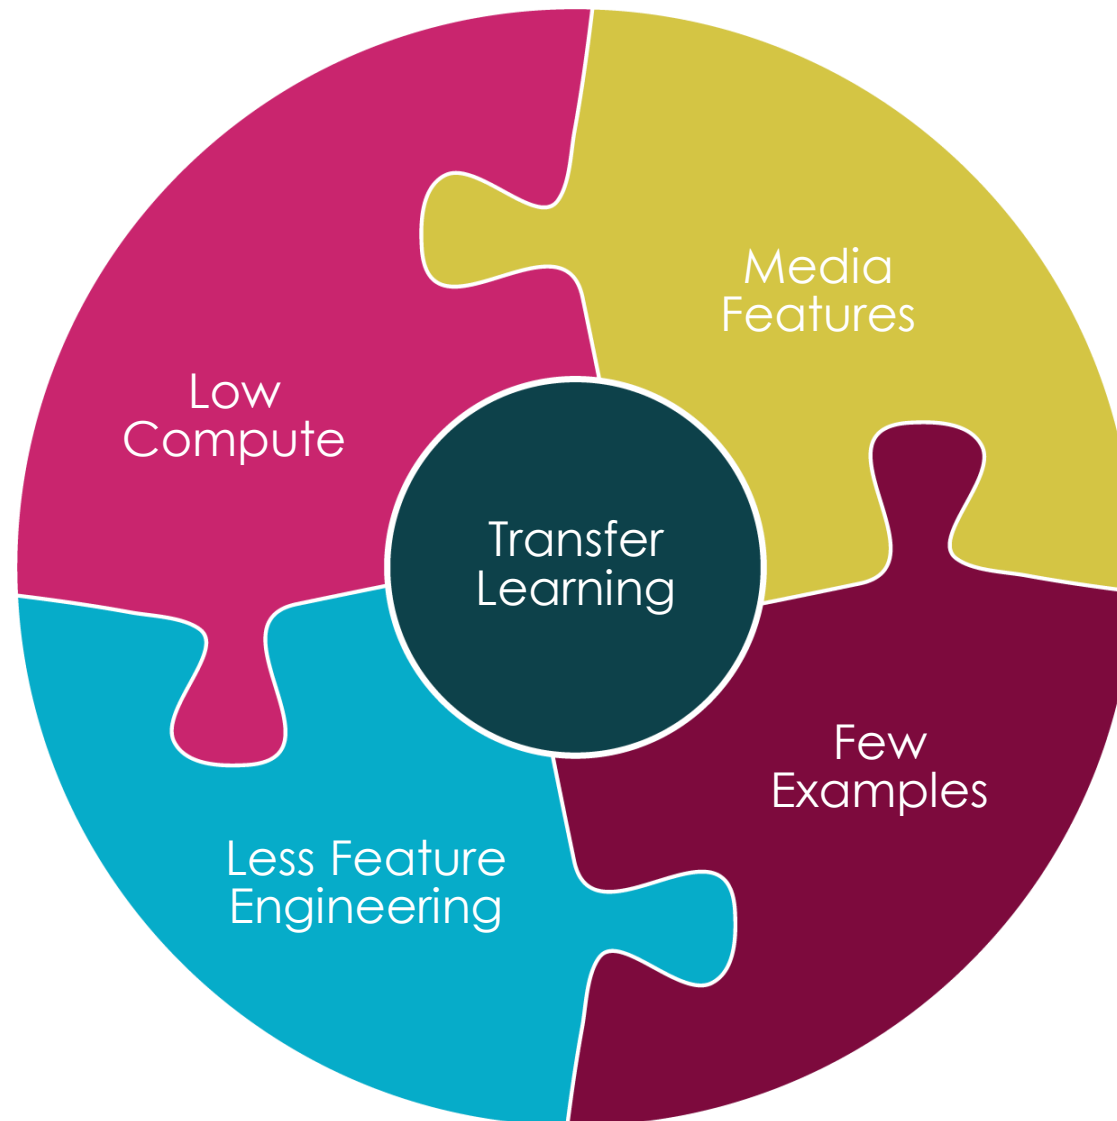 Media
Features
Low
Compute
Transfer
Learning
Few
Examples
Less Feature
Engineering